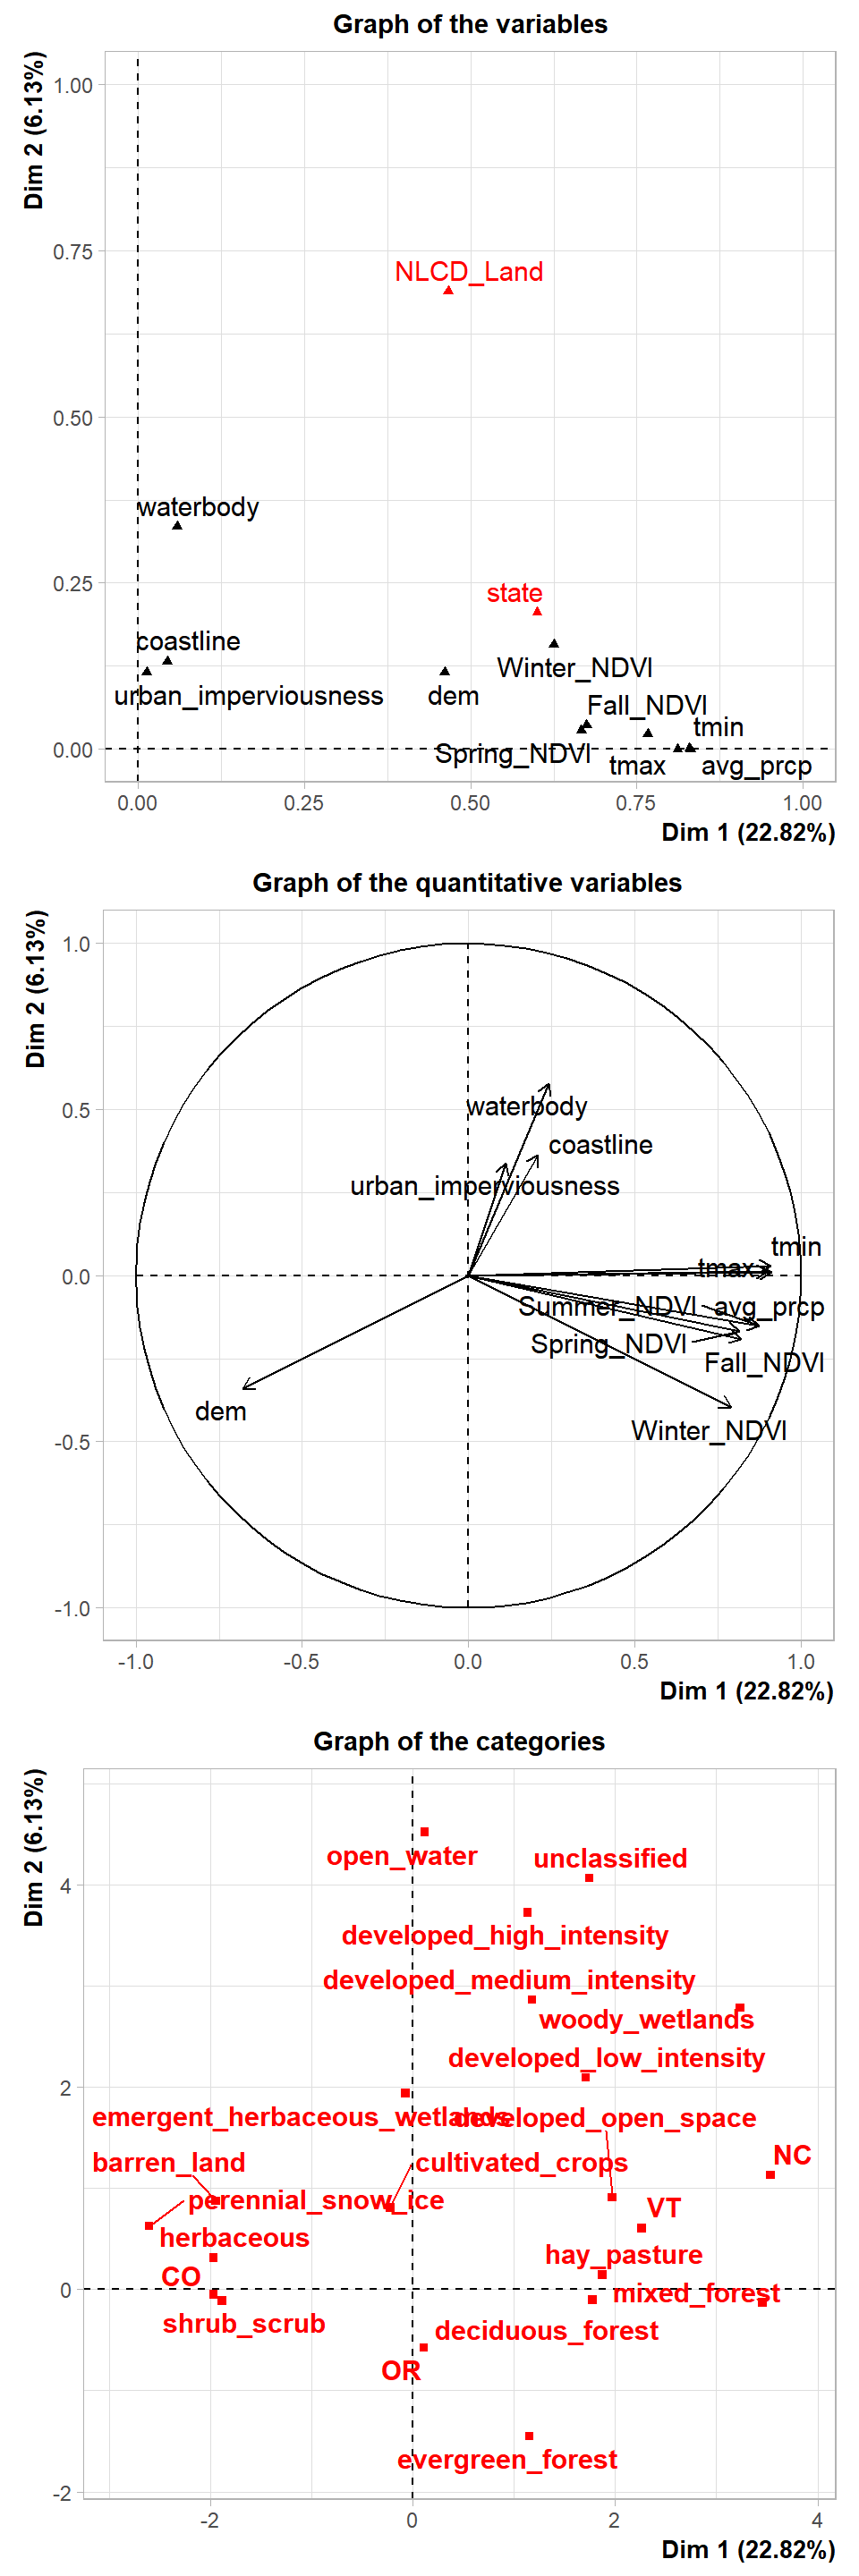 Graph of the variables
Dim 2 (6.13%)
1.00
0.75
0.50
0.25
0.00
NLCD_Land
waterbody
state
coastline
Winter_NDVI
urban_imperviousness
dem
Fall_NDVI
tmin
Spring_NDVI
tmax
avg_prcp
0.00
0.25
0.50
0.75
1.00
Dim 1 (22.82%)
Graph of the quantitative variables
Dim 2 (6.13%)
1.0
0.5
0.0
-0.5
-1.0
waterbody
coastline
urban_imperviousness
tmin
tmax
Summer_NDVI
avg_prcp
Spring_NDVI
Fall_NDVI
dem
Winter_NDVI
-1.0
-0.5
0.0
0.5
1.0
Dim 1 (22.82%)
Graph of the categories
Dim 2 (6.13%)
4
2
0
-2
open_water
unclassified
developed_high_intensity
developed_medium_intensity
woody_wetlands
developed_low_intensity
emergent_herbaceous_wetlands
developed_open_space
barren_land
cultivated_crops
NC
perennial_snow_ice
VT
herbaceous
hay_pasture
CO
mixed_forest
shrub_scrub
deciduous_forest
OR
evergreen_forest
-2
0
2
4
Dim 1 (22.82%)